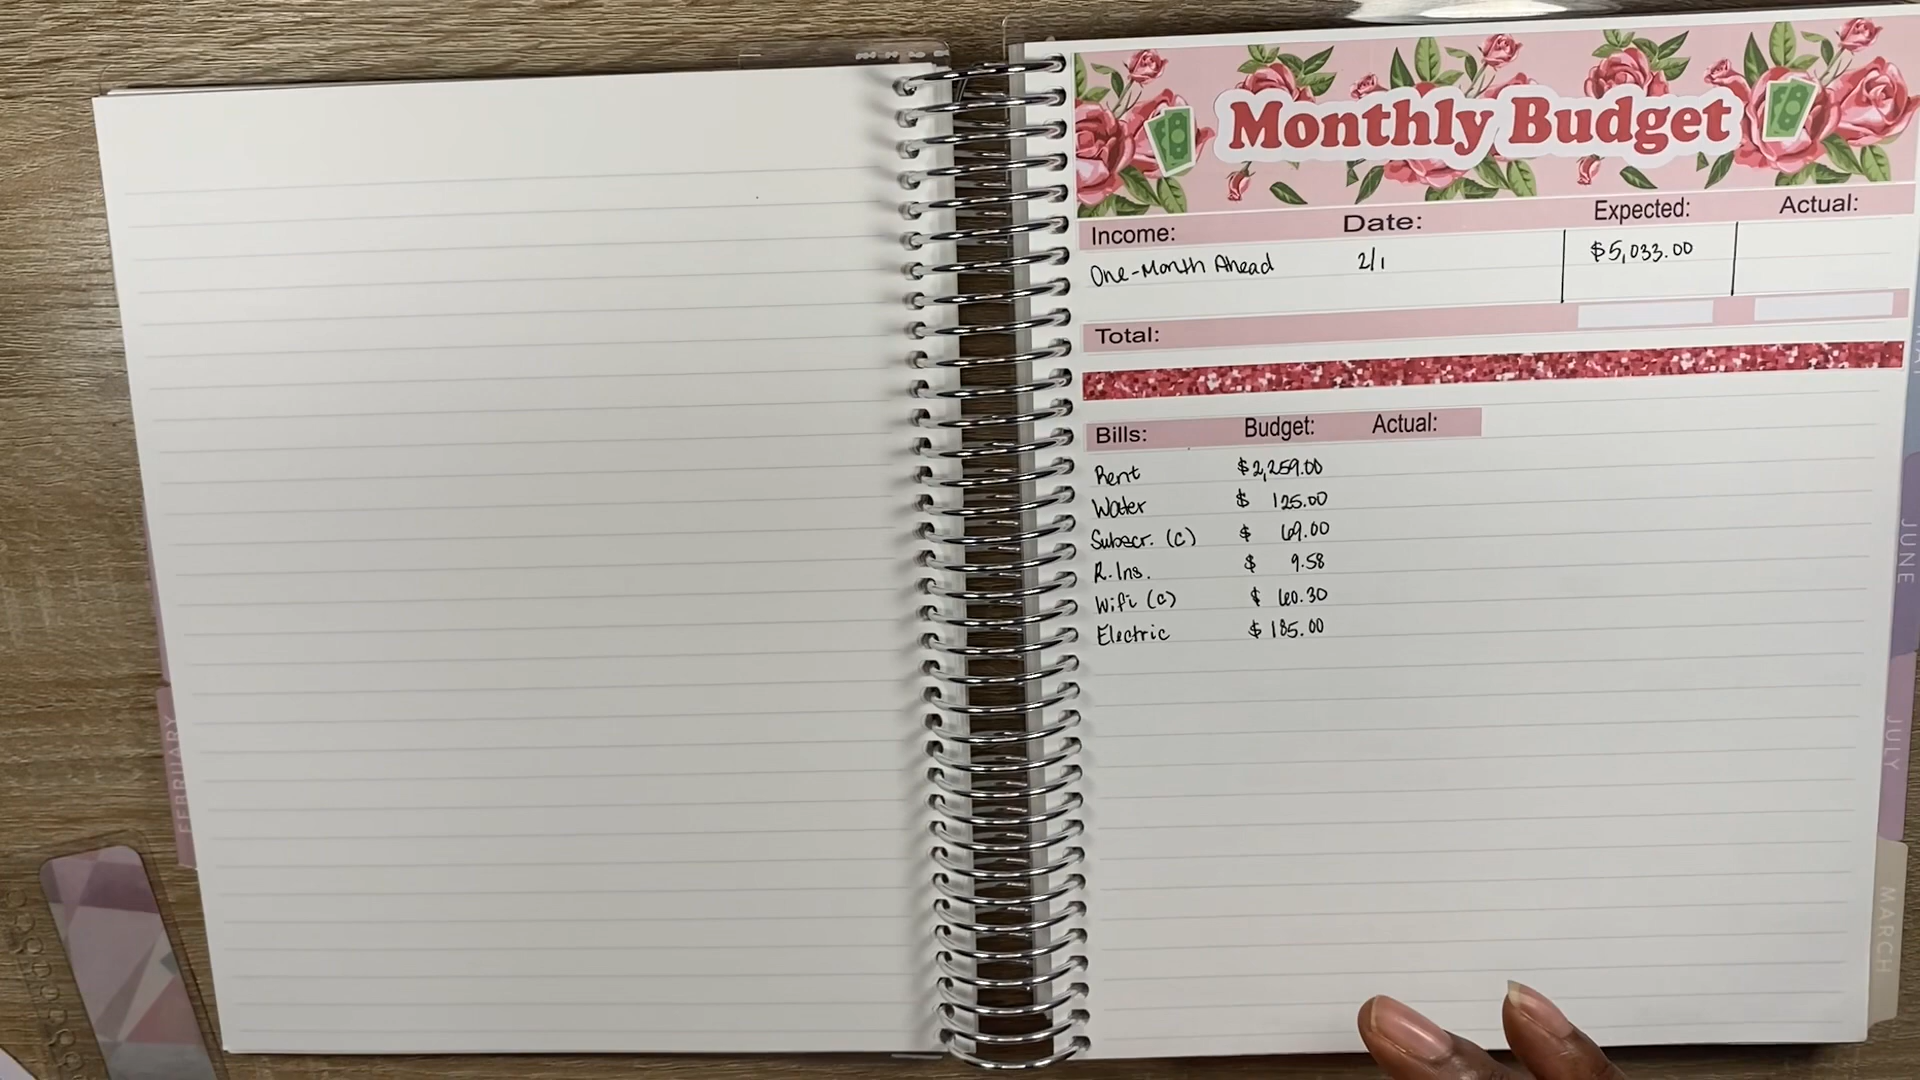 Monthly Budget
Income: Date: Expected: Actual:
One-Month Ahead 2/1 $5,033.00
Total:
Bills: Budget: Actual:
Rent $2,259.00
Water $ 125.00
Subscr. (c) $ 69.00
R.Ins. $ 9.58
Wifi (c) $ 60.30
Electric $ 185.00
FEBRUARY
JUNE
JULY
MARCH